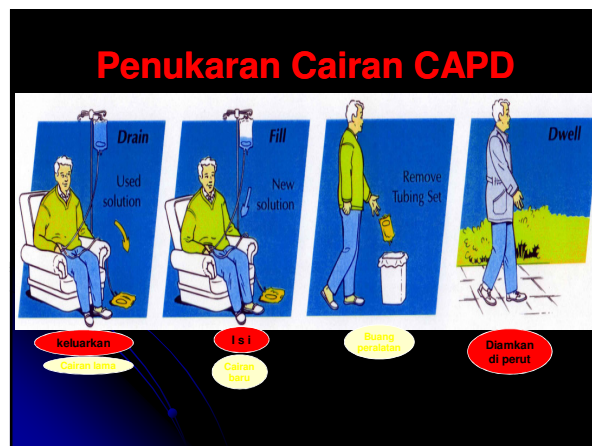 Penukaran Cairan CAPD
Drain
Used
solution
Fill
New
solution
Remove
Tubing Set
Dwell
keluarkan
Cairan lama
I s i
Cairan
baru
Buang
peralatan
Diamkan
di perut